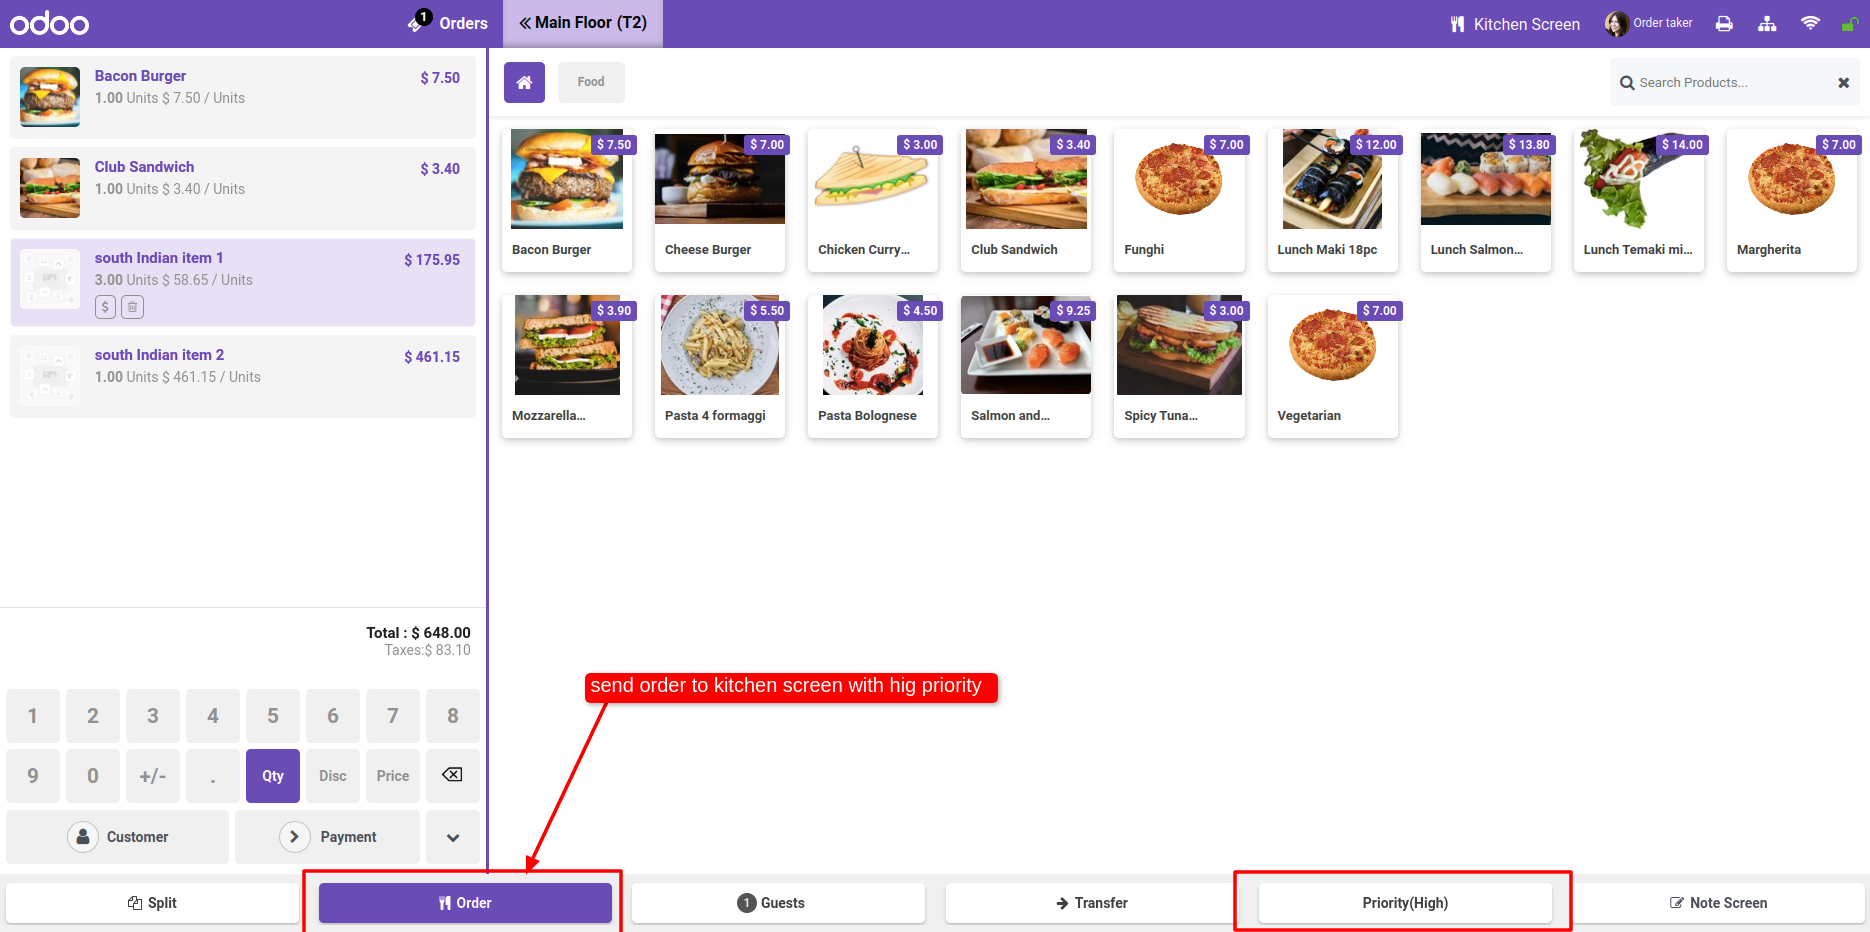 odoo
1 Orders
Main Floor (T2)
Kitchen Screen
Order taker
Bacon Burger
$ 7.50
1.00 Units $ 7.50 / Units
Club Sandwich
$ 3.40
1.00 Units $ 3.40 / Units
south Indian item 1
$ 175.95
3.00 Units $ 58.65 / Units
$
south Indian item 2
$ 461.15
1.00 Units $ 461.15 / Units
Total : $ 648.00
Taxes:$ 83.10
1 2 3 4 5 6 7 8
9 0 +/- . Qty Disc Price
Customer
Payment
Food
Search Products...
$ 7.50
Bacon Burger
$ 7.00
Cheese Burger
$ 3.00
Chicken Curry...
$ 3.40
Club Sandwich
$ 7.00
Funghi
$ 12.00
Lunch Maki 18pc
$ 13.80
Lunch Salmon...
$ 14.00
Lunch Temaki mi...
$ 7.00
Margherita
$ 3.90
Mozzarella...
$ 5.50
Pasta 4 formaggi
$ 4.50
Pasta Bolognese
$ 9.25
Salmon and...
$ 3.00
Spicy Tuna...
$ 7.00
Vegetarian
send order to kitchen screen with hig priority
Split
Order
1 Guests
Transfer
Priority(High)
Note Screen